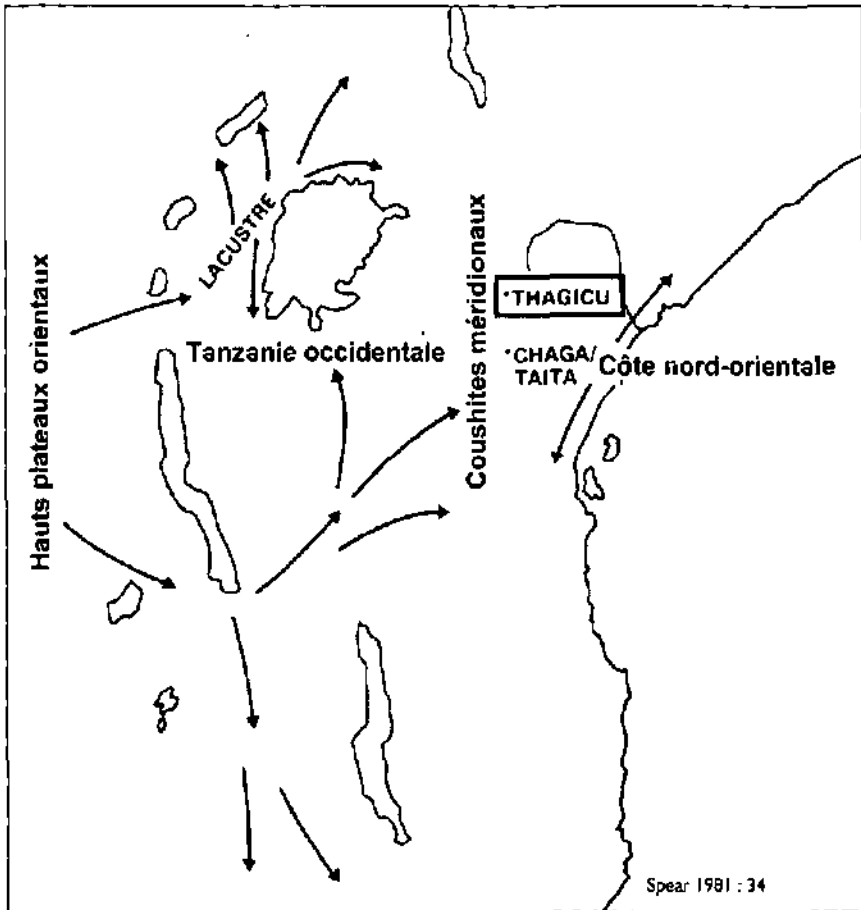 LACUSTRE
Hauts plateaux orientaux
Tanzanie occidentale
Coushites méridionaux
*THAGICU
*CHAGA/
TAITA
Côte nord-orientale
Spear 1981 : 34